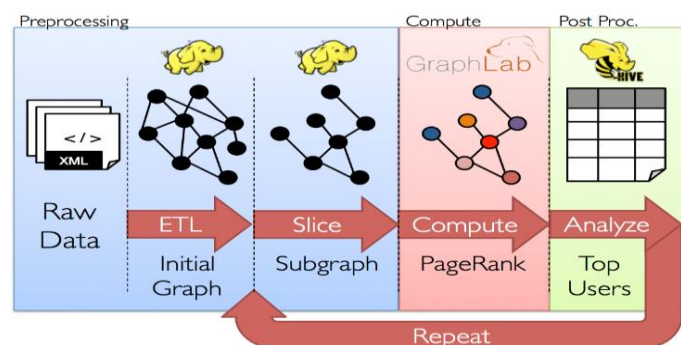 Preprocessing
Compute
Post Proc.
GraphLab
HIVE
</>
XML
Raw
Data
ETL
Slice
Compute
Analyze
Initial
Graph
Subgraph
PageRank
Top
Users
Repeat